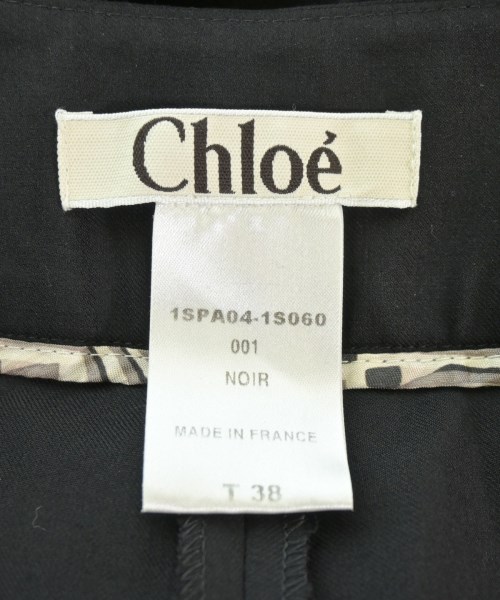 Chloé
1SPA04-1S060
001
NOIR
MADE IN FRANCE
T 38